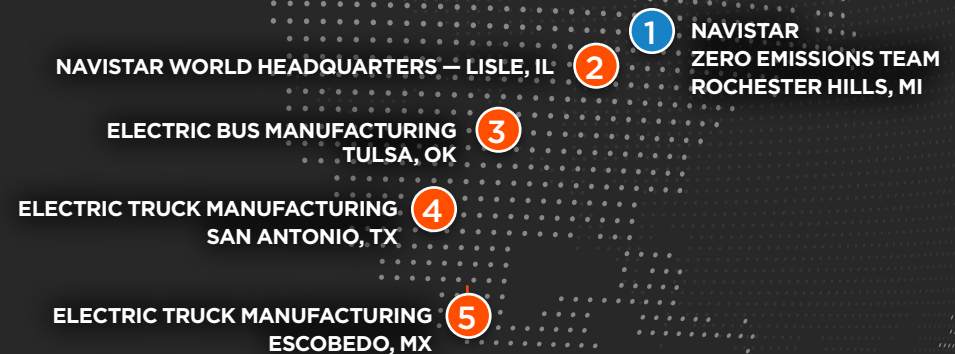 1
NAVISTAR
ZERO EMISSIONS TEAM
ROCHESTER HILLS, MI
NAVISTAR WORLD HEADQUARTERS — LISLE, IL
2
ELECTRIC BUS MANUFACTURING
TULSA, OK
3
ELECTRIC TRUCK MANUFACTURING
SAN ANTONIO, TX
4
ELECTRIC TRUCK MANUFACTURING
ESCOBEDO, MX
5